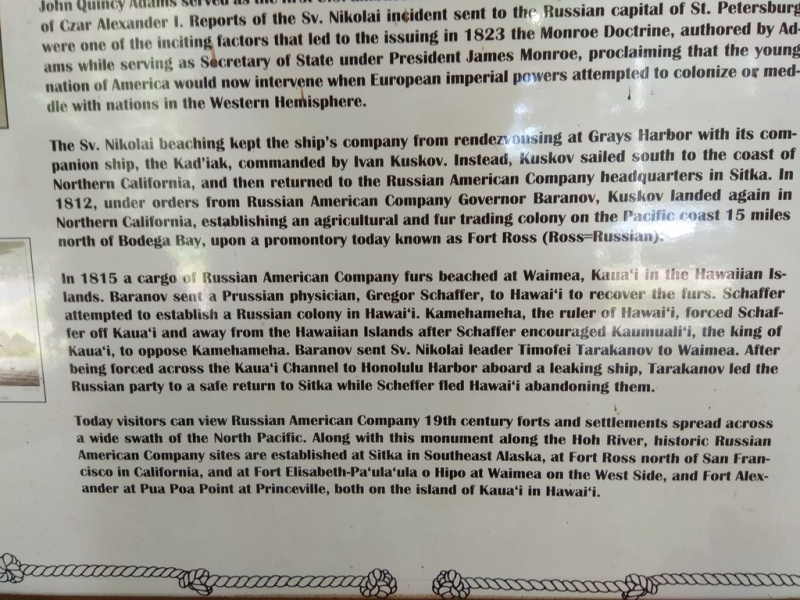 John Quincy Adams served as the first
of Czar Alexander I. Reports of the Sv. Nikolai incident sent to the Russian capital of St. Petersburg
were one of the inciting factors that led to the issuing in 1823 the Monroe Doctrine, authored by Ad-
ams while serving as Secretary of State under President James Monroe, proclaiming that the young
nation of America would now intervene when European imperial powers attempted to colonize or med-
dle with nations in the Western Hemisphere.
The Sv. Nikolai beaching kept the ship's company from rendezvousing at Grays Harbor with its com-
panion ship, the Kad'iak, commanded by Ivan Kuskov. Instead, Kuskov sailed south to the coast of
Northern California, and then returned to the Russian American Company headquarters in Sitka. In
1812, under orders from Russian American Company Governor Baranov, Kuskov landed again in
Northern California, establishing an agricultural and fur trading colony on the Pacific coast 15 miles
north of Bodega Bay, upon a promontory today known as Fort Ross (Ross=Russian).
In 1815 a cargo of Russian American Company furs beached at Waimea, Kaua'i in the Hawaiian Is-
lands. Baranov sent a Prussian physician, Gregor Schaffer, to Hawai'i to recover the furs. Schaffer
attempted to establish a Russian colony in Hawai'i. Kamehameha, the ruler of Hawai'i, forced Schaf-
fer off Kaua'i and away from the Hawaiian Islands after Schaffer encouraged Kaumuali'i, the king of
Kaua'i, to oppose Kamehameha. Baranov sent Sv. Nikolai leader Timofei Tarakanov to Waimea. After
being forced across the Kaua'i Channel to Honolulu Harbor aboard a leaking ship, Tarakanov led the
Russian party to a safe return to Sitka while Scheffer fled Hawai'i abandoning them.
Today visitors can view Russian American Company 19th century forts and settlements spread across
a wide swath of the North Pacific. Along with this monument along the Hoh River, historic Russian
American Company sites are established at Sitka in Southeast Alaska, at Fort Ross north of San Fran-
cisco in California, and at Fort Elisabeth-Pa'ula'ula o Hipo at Waimea on the West Side, and Fort Alex-
ander at Pua Poa Point at Princeville, both on the island of Kaua'i in Hawai'i.